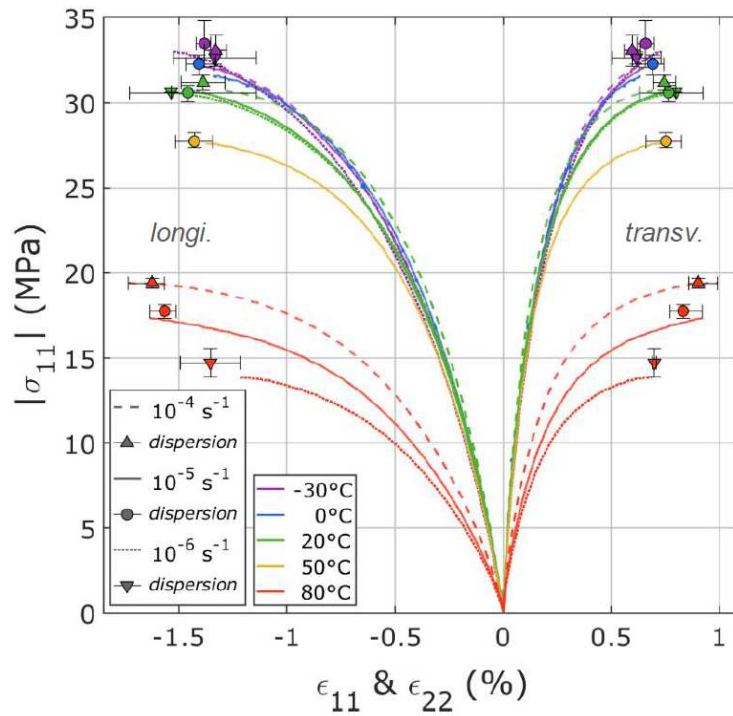 35
30
25
20
15
10
5
0
|σ₁₁| (MPa)
longi.
transv.
10⁻⁴ s⁻¹
dispersion
10⁻⁵ s⁻¹
dispersion
10⁻⁶ s⁻¹
dispersion
-30°C
0°C
20°C
50°C
80°C
-1.5 -1 -0.5 0 0.5 1
ϵ₁₁ & ϵ₂₂ (%)